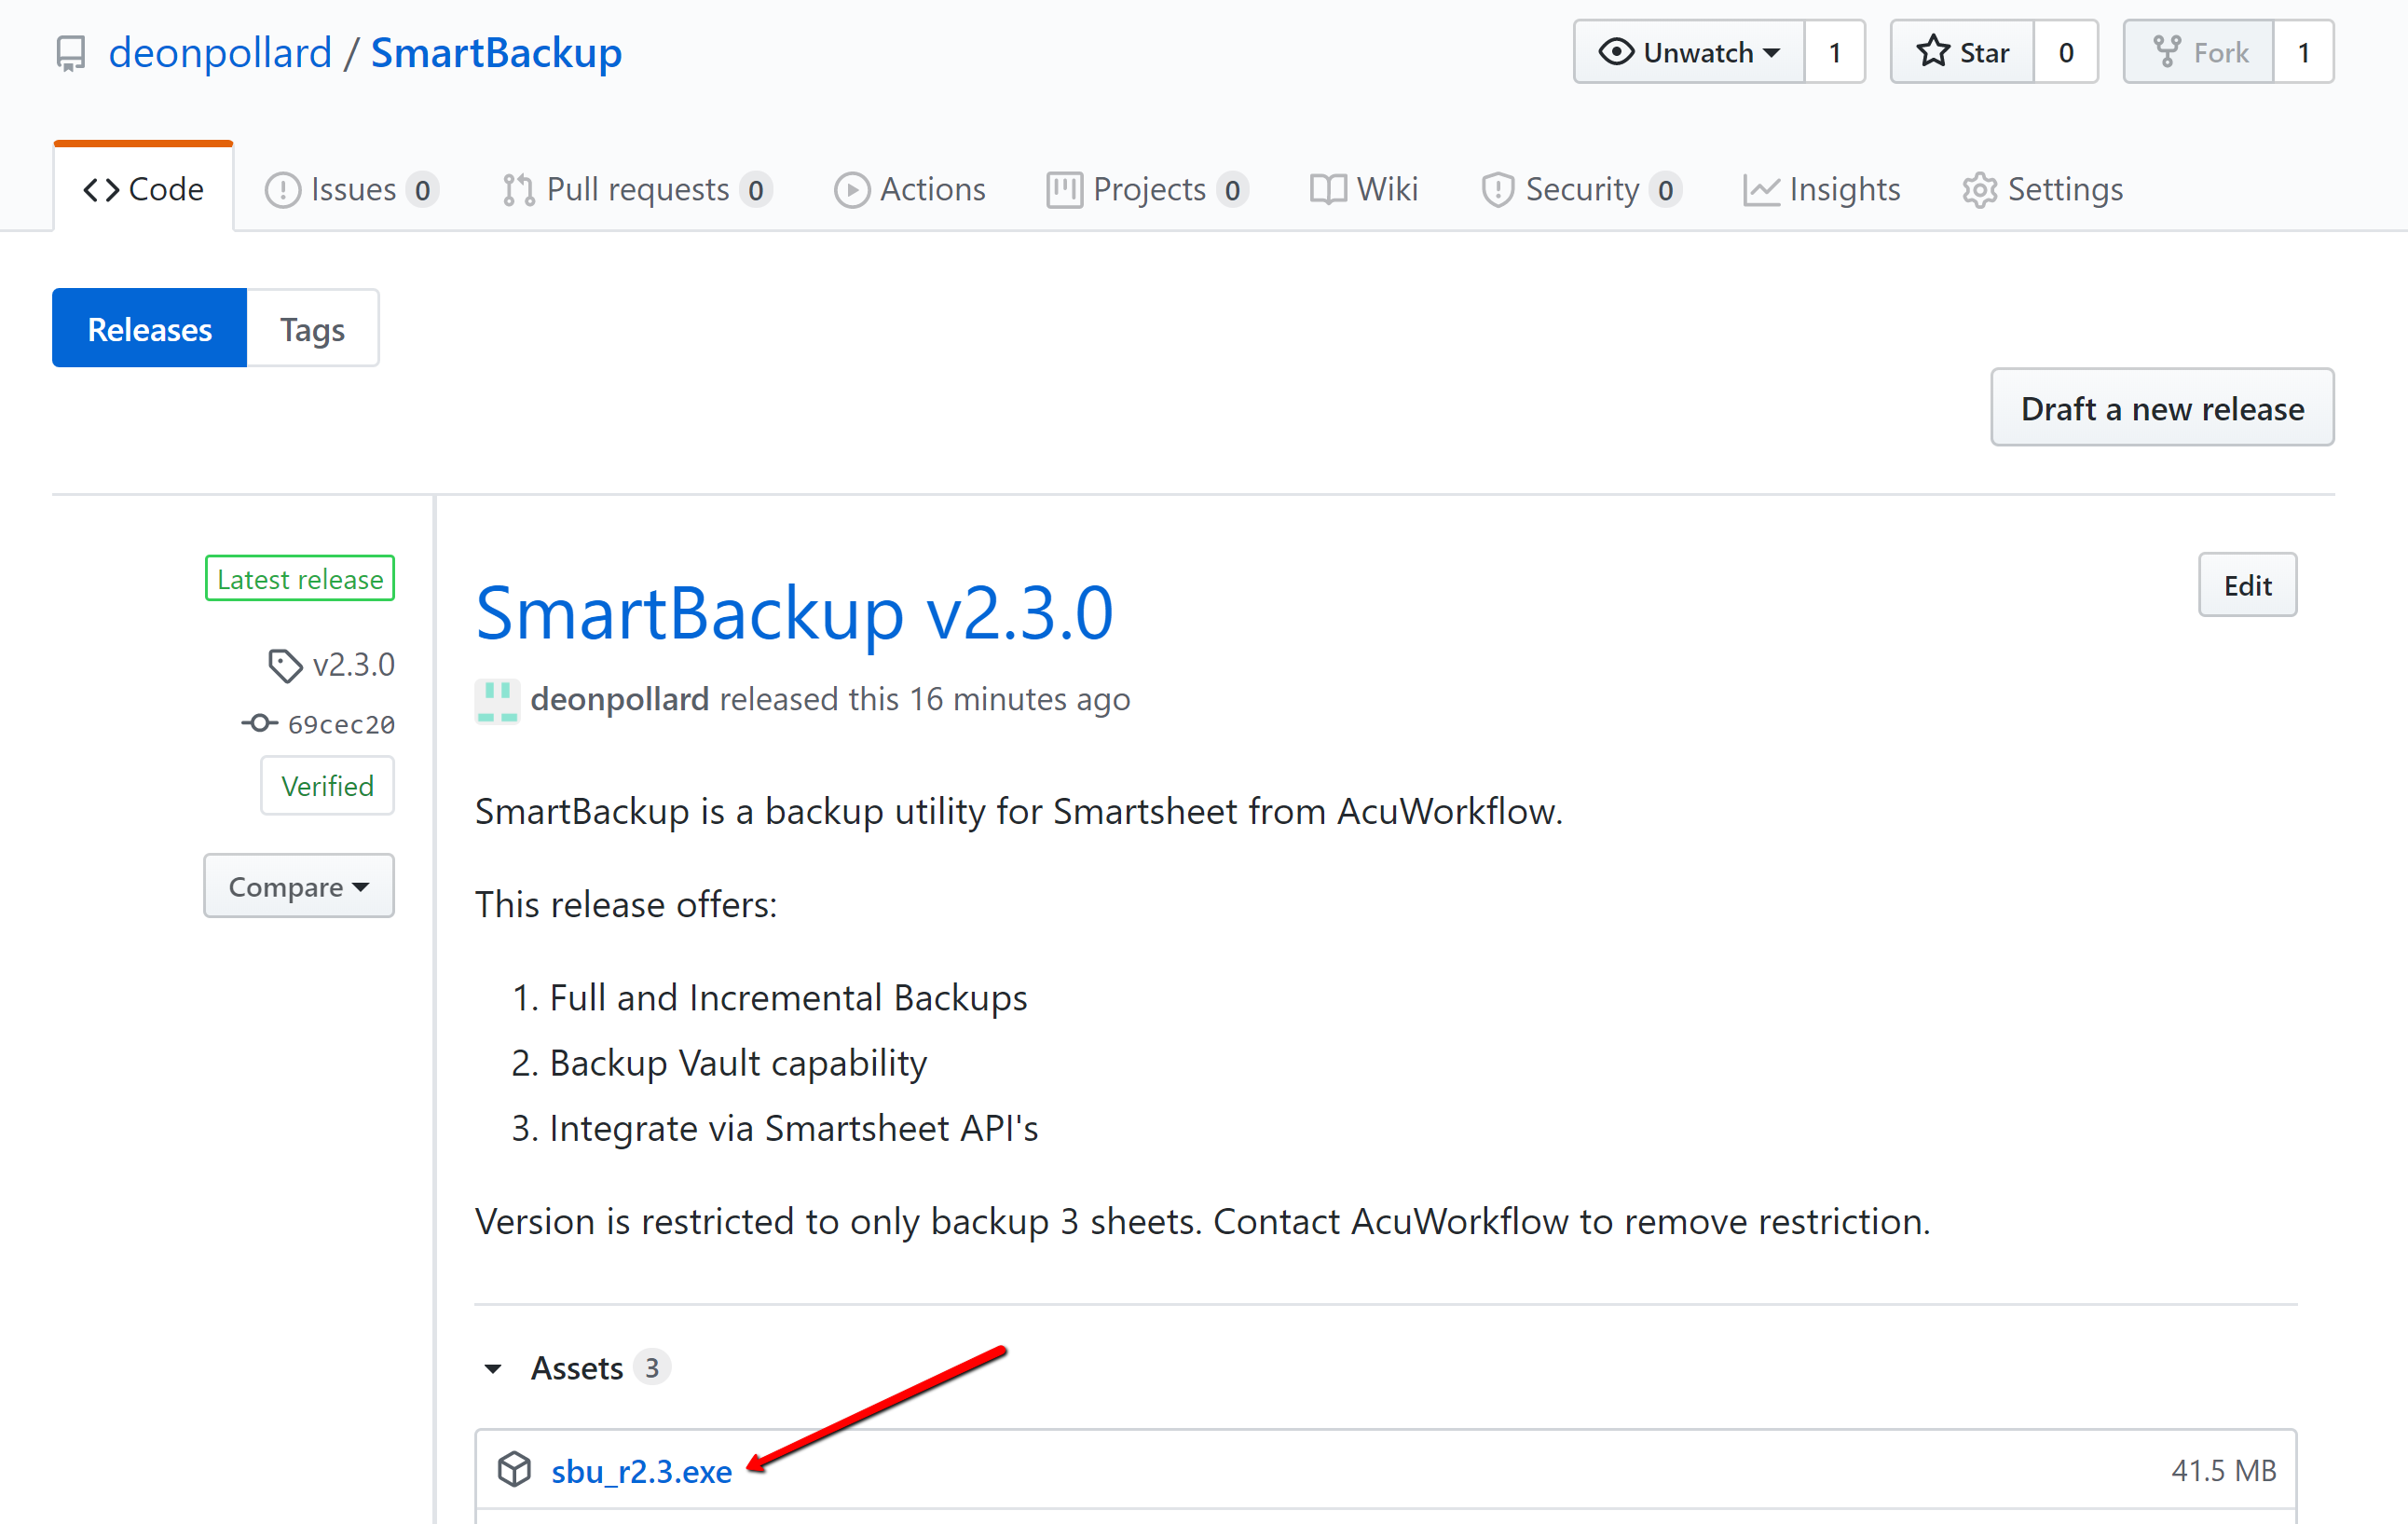 deonpollard / SmartBackup
Unwatch 1 Star 0 Fork 1
Code Issues 0 Pull requests 0 Actions Projects 0 Wiki Security 0 Insights Settings
Releases Tags
Draft a new release
Latest release
v2.3.0
69cec20
Verified
Compare
SmartBackup v2.3.0
Edit
deonpollard released this 16 minutes ago
SmartBackup is a backup utility for Smartsheet from AcuWorkflow.
This release offers:
1. Full and Incremental Backups
2. Backup Vault capability
3. Integrate via Smartsheet API's
Version is restricted to only backup 3 sheets. Contact AcuWorkflow to remove restriction.
Assets 3
sbu_r2.3.exe 41.5 MB